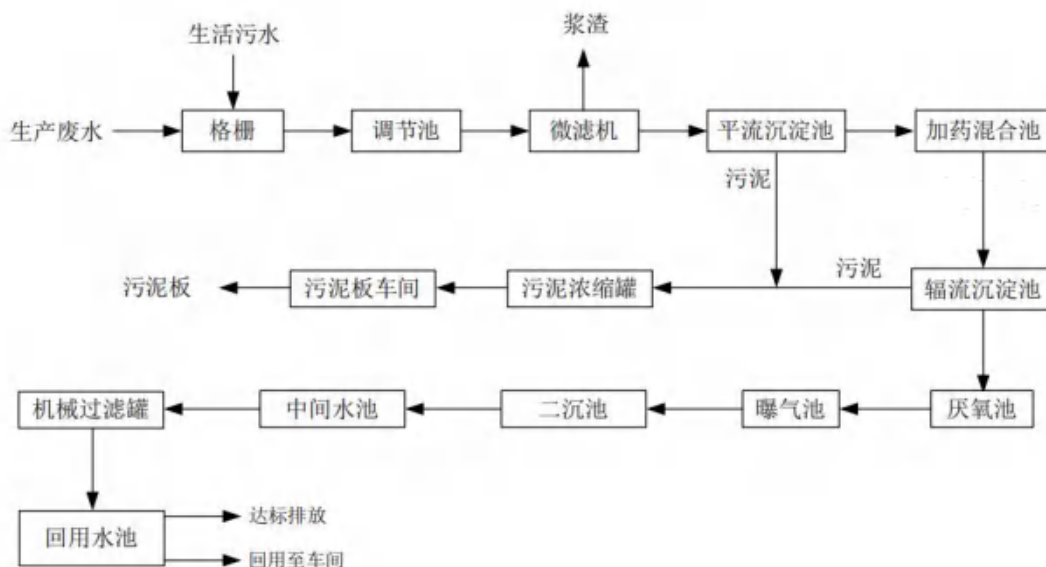 生活污水
浆渣
生产废水
格栅
调节池
微滤机
平流沉淀池
加药混合池
污泥
污泥
污泥板
污泥板车间
污泥浓缩罐
辐流沉淀池
机械过滤罐
中间水池
二沉池
曝气池
厌氧池
回用水池
达标排放
回用至车间